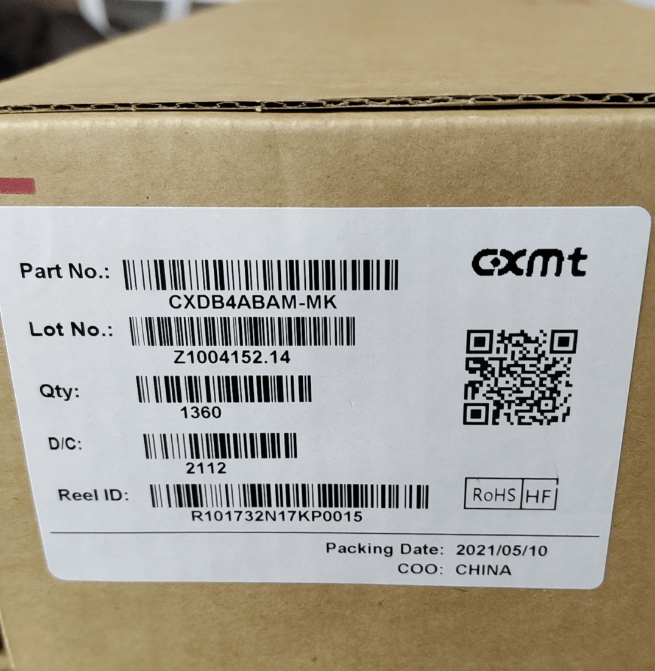 cxmt
Part No.:
CXDB4ABAM-MK
Lot No.:
Z1004152.14
Qty:
1360
D/C:
2112
Reel ID:
R101732N17KP0015
RoHS HF
Packing Date: 2021/05/10
COO: CHINA